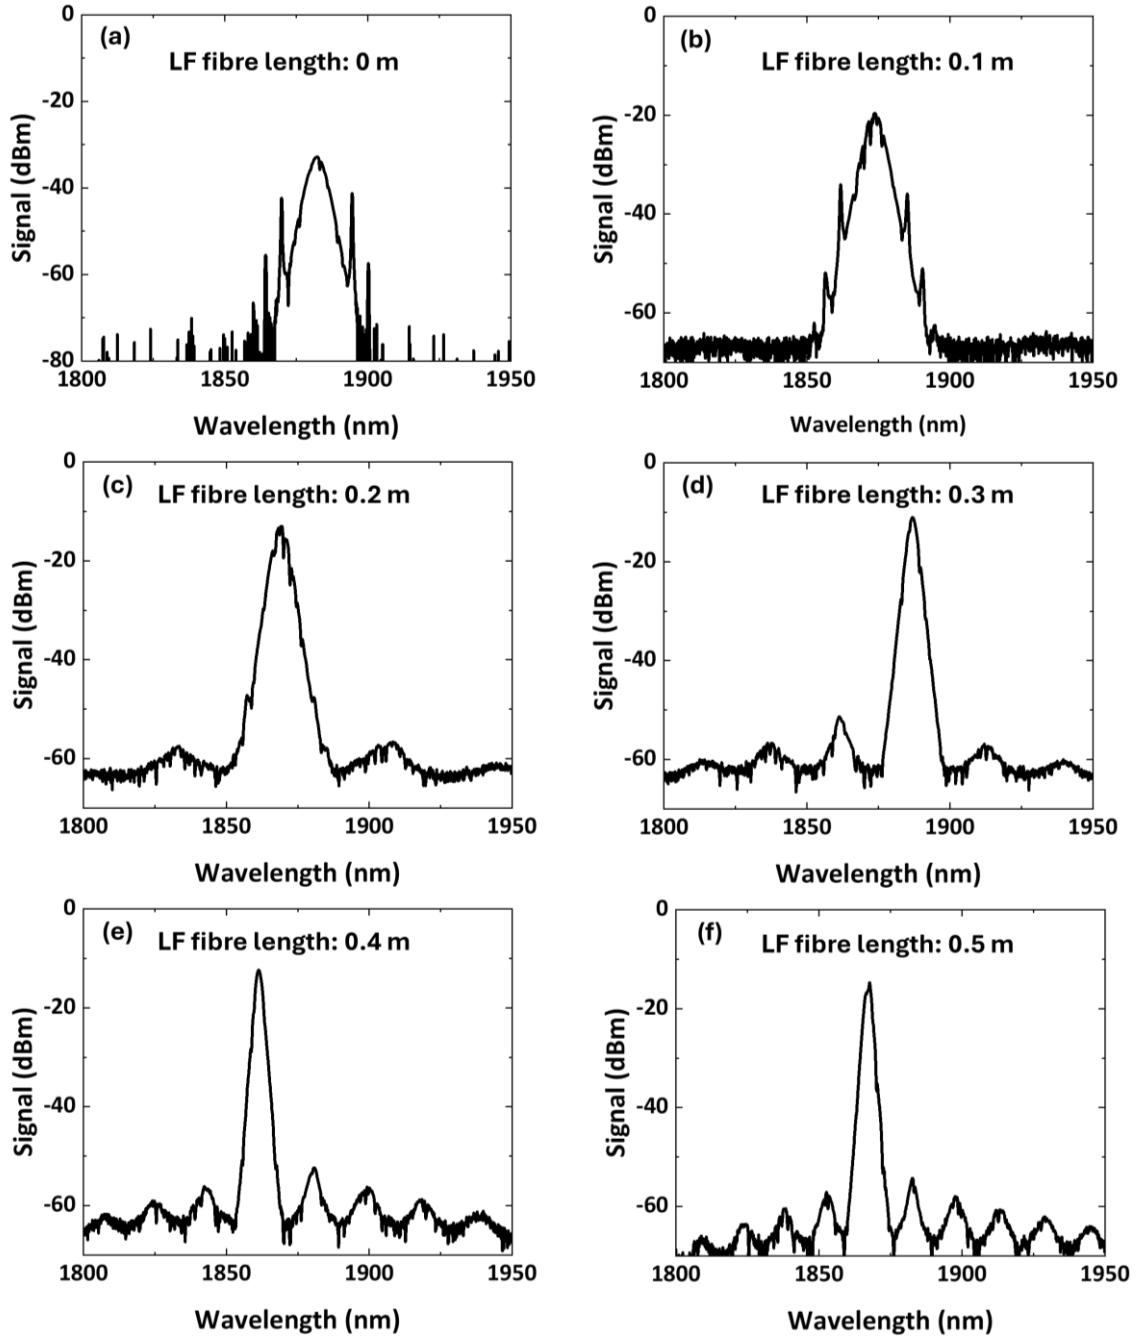 (a)
LF fibre length: 0 m
0
-20
-40
-60
-80
Signal (dBm)
1800 1850 1900 1950
Wavelength (nm)
(b)
LF fibre length: 0.1 m
0
-20
-40
-60
Signal (dBm)
1800 1850 1900 1950
Wavelength (nm)
(c)
LF fibre length: 0.2 m
0
-20
-40
-60
Signal (dBm)
1800 1850 1900 1950
Wavelength (nm)
(d)
LF fibre length: 0.3 m
0
-20
-40
-60
Signal (dBm)
1800 1850 1900 1950
Wavelength (nm)
(e)
LF fibre length: 0.4 m
0
-20
-40
-60
Signal (dBm)
1800 1850 1900 1950
Wavelength (nm)
(f)
LF fibre length: 0.5 m
0
-20
-40
-60
Signal (dBm)
1800 1850 1900 1950
Wavelength (nm)